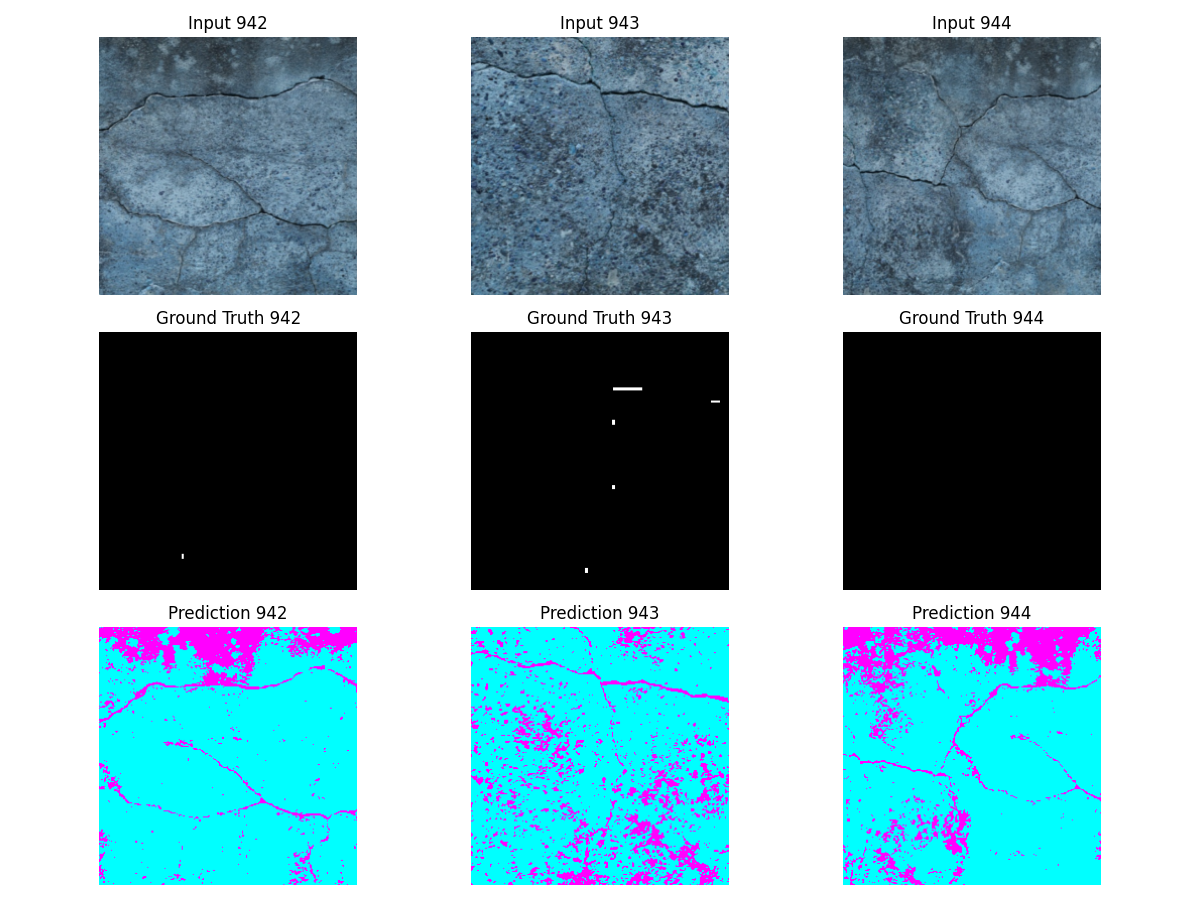 Input 942
Input 943
Input 944
Ground Truth 942
Ground Truth 943
Ground Truth 944
Prediction 942
Prediction 943
Prediction 944